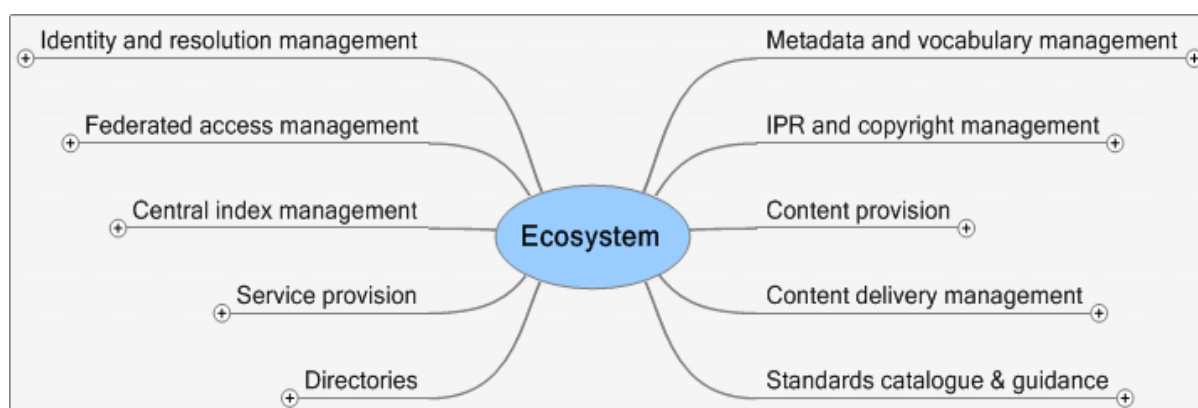 Identity and resolution management
Metadata and vocabulary management
Federated access management
IPR and copyright management
Central index management
Content provision
Ecosystem
Service provision
Content delivery management
Directories
Standards catalogue & guidance